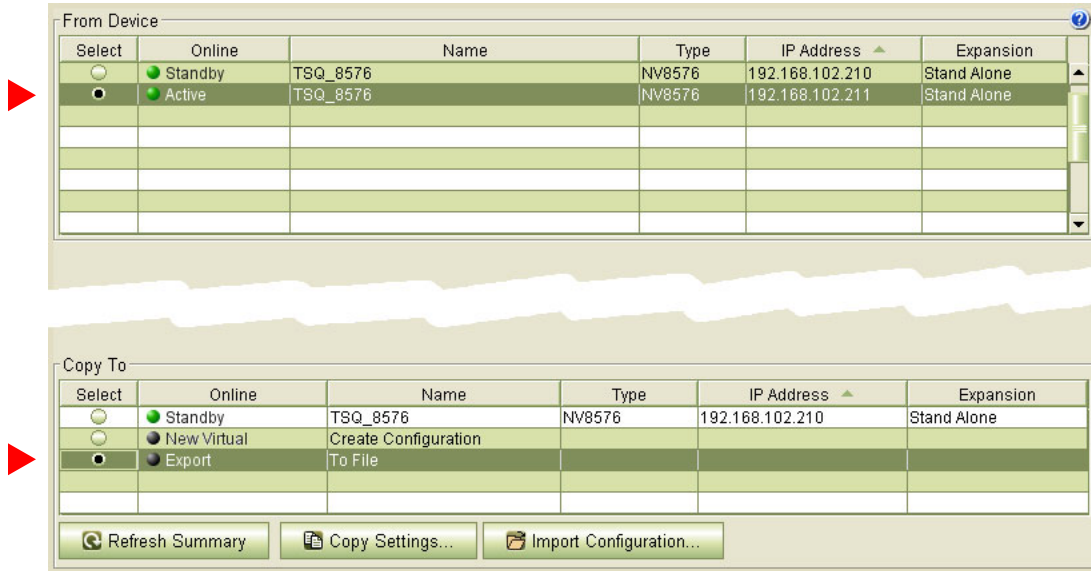 From Device
?
Select Online Name Type IP Address Expansion
Standby TSQ_8576 NV8576 192.168.102.210 Stand Alone
Active TSQ_8576 NV8576 192.168.102.211 Stand Alone
Copy To
Select Online Name Type IP Address Expansion
Standby TSQ_8576 NV8576 192.168.102.210 Stand Alone
New Virtual Create Configuration
Export To File
Refresh Summary Copy Settings... Import Configuration...